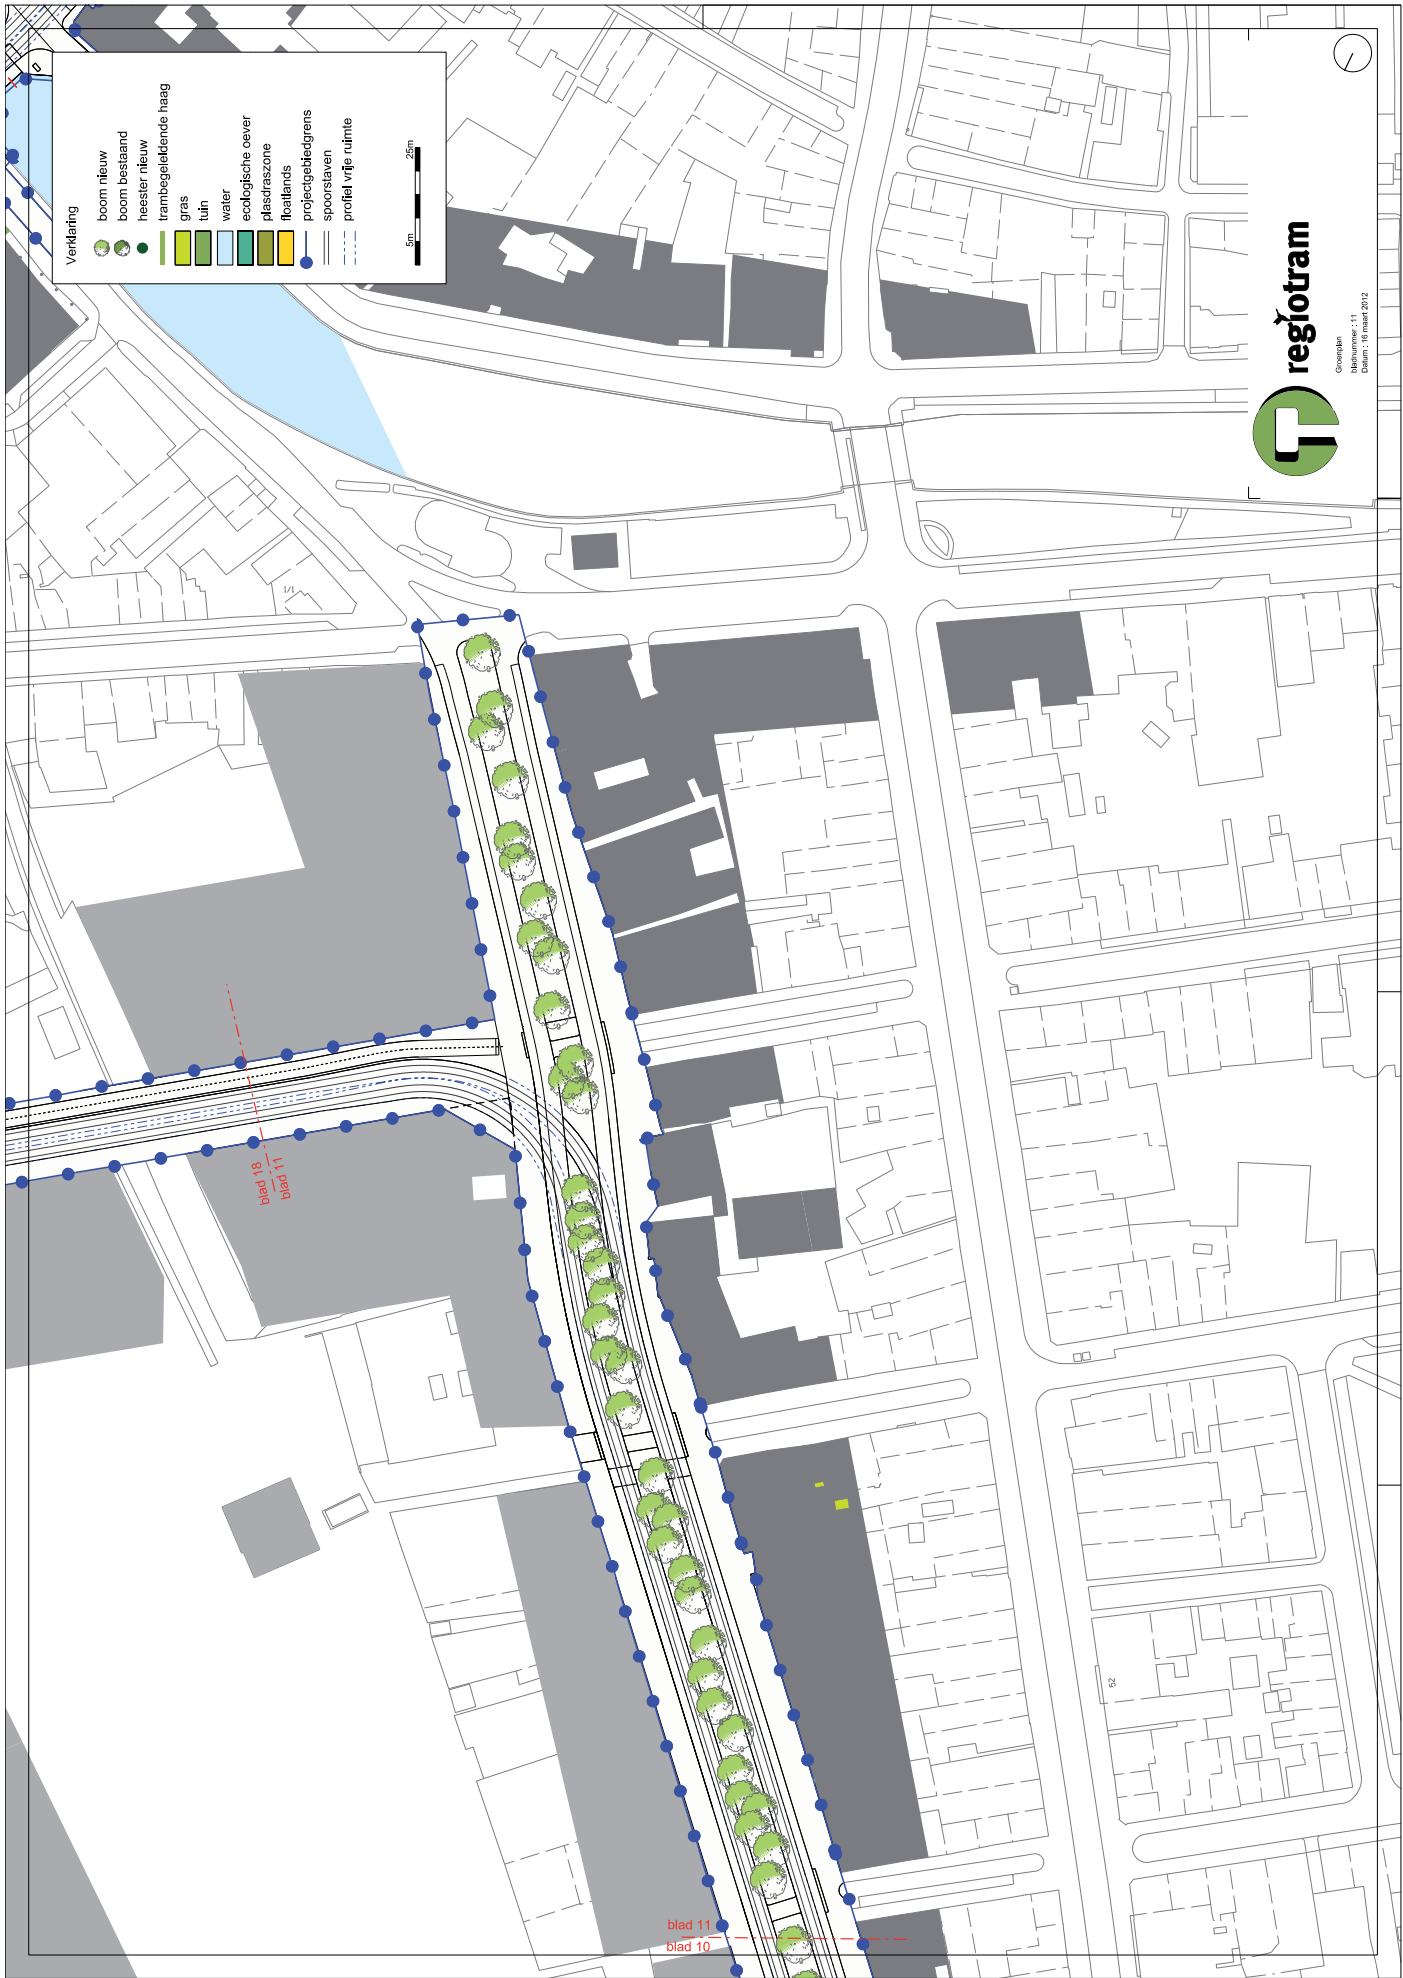 Verklaring
boom nieuw
boom bestaand
heester nieuw
trambegeleidende haag
gras
tuin
water
ecologische oever
plasdraszone
floatlands
projectgebiedgrens
spoorstaven
profiel vrije ruimte
5m 25m
1/1
blad 18
blad 11
52
blad 11
blad 10
regiotram
Groenplan
bladnummer : 11
Datum : 16 maart 2012